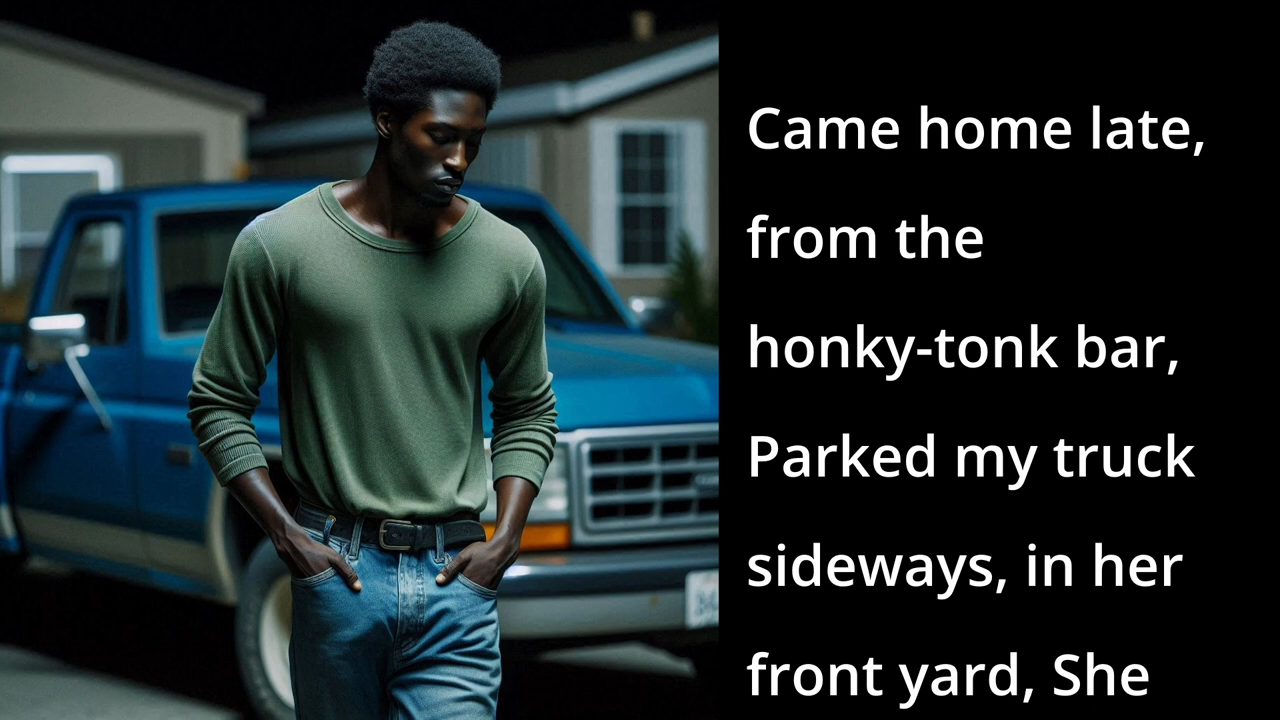 Came home late,
from the
honky-tonk bar,
Parked my truck
sideways, in her
front yard, She